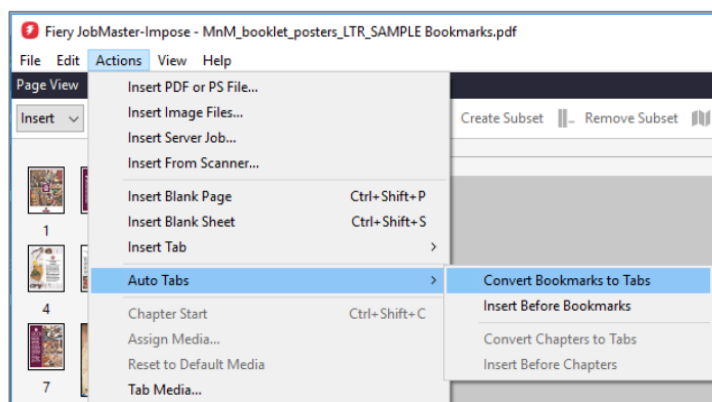 Fiery JobMaster-Impose - MnM_booklet_posters_LTR_SAMPLE Bookmarks.pdf
File Edit Actions View Help
Page View
Insert
Create Subset Remove Subset
Insert PDF or PS File...
Insert Image Files...
Insert Server Job...
Insert From Scanner...
Insert Blank Page Ctrl+Shift+P
Insert Blank Sheet Ctrl+Shift+S
Insert Tab
Auto Tabs
Convert Bookmarks to Tabs
Insert Before Bookmarks
Convert Chapters to Tabs
Insert Before Chapters
Chapter Start Ctrl+Shift+C
Assign Media...
Reset to Default Media
Tab Media...
1
4
7